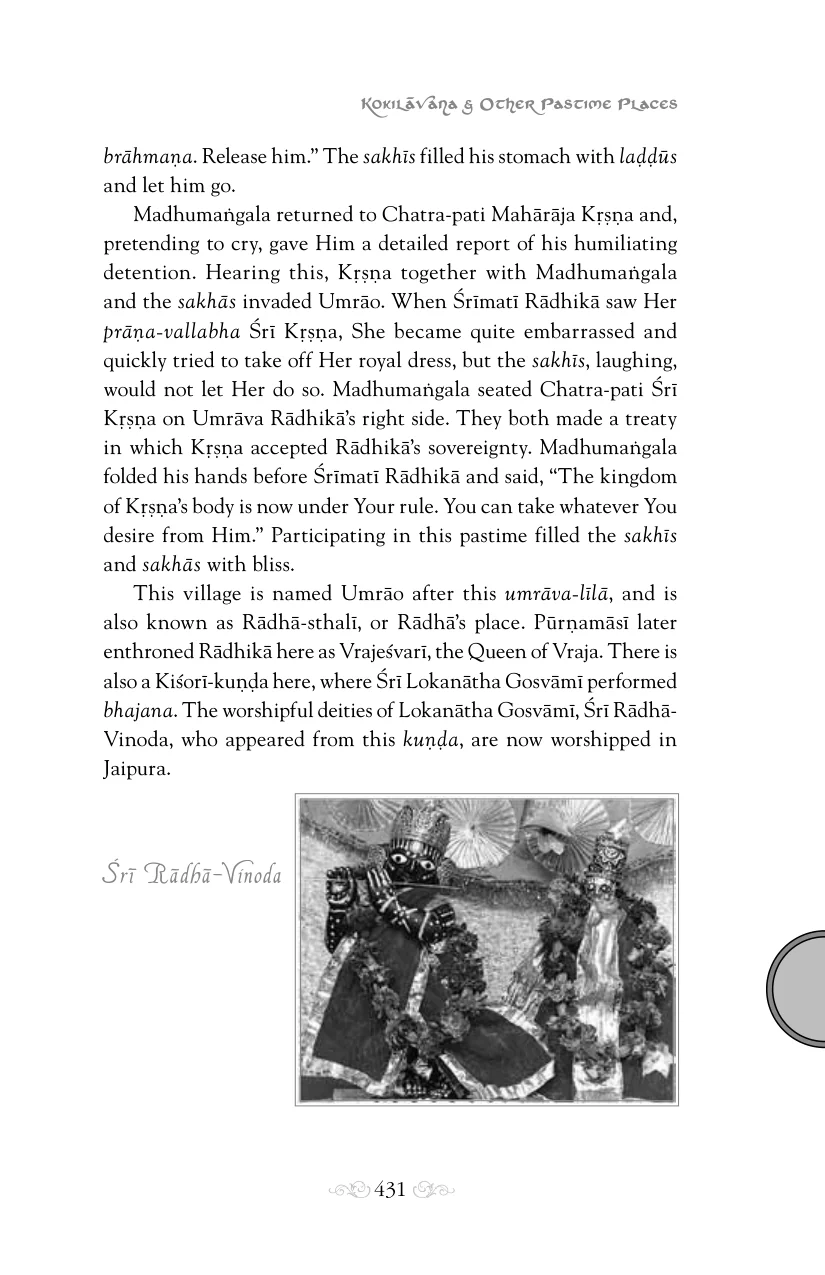 Kokilāvana & Other Pastime Places
brāhmaṇa. Release him.” The sakhīs filled his stomach with laḍḍūs
and let him go.
Madhumaṅgala returned to Chatra-pati Mahārāja Kṛṣṇa and,
pretending to cry, gave Him a detailed report of his humiliating
detention. Hearing this, Kṛṣṇa together with Madhumaṅgala
and the sakhās invaded Umrāo. When Śrīmatī Rādhikā saw Her
prāṇa-vallabha Śrī Kṛṣṇa, She became quite embarrassed and
quickly tried to take off Her royal dress, but the sakhīs, laughing,
would not let Her do so. Madhumaṅgala seated Chatra-pati Śrī
Kṛṣṇa on Umrāva Rādhikā’s right side. They both made a treaty
in which Kṛṣṇa accepted Rādhikā’s sovereignty. Madhumaṅgala
folded his hands before Śrīmatī Rādhikā and said, “The kingdom
of Kṛṣṇa’s body is now under Your rule. You can take whatever You
desire from Him.” Participating in this pastime filled the sakhīs
and sakhās with bliss.
This village is named Umrāo after this umrāva-līlā, and is
also known as Rādhā-sthalī, or Rādhā’s place. Pūrṇamāsī later
enthroned Rādhikā here as Vrajeśvarī, the Queen of Vraja. There is
also a Kiśorī-kuṇḍa here, where Śrī Lokanātha Gosvāmī performed
bhajana. The worshipful deities of Lokanātha Gosvāmī, Śrī Rādhā-
Vinoda, who appeared from this kuṇḍa, are now worshipped in
Jaipura.
Śrī Rādhā-Vinoda
431